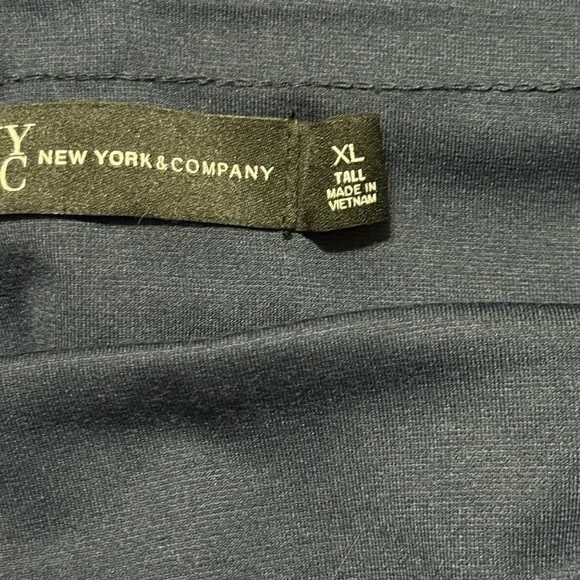 Y
C
NEW YORK & COMPANY
XL
TALL
MADE IN
VIETNAM